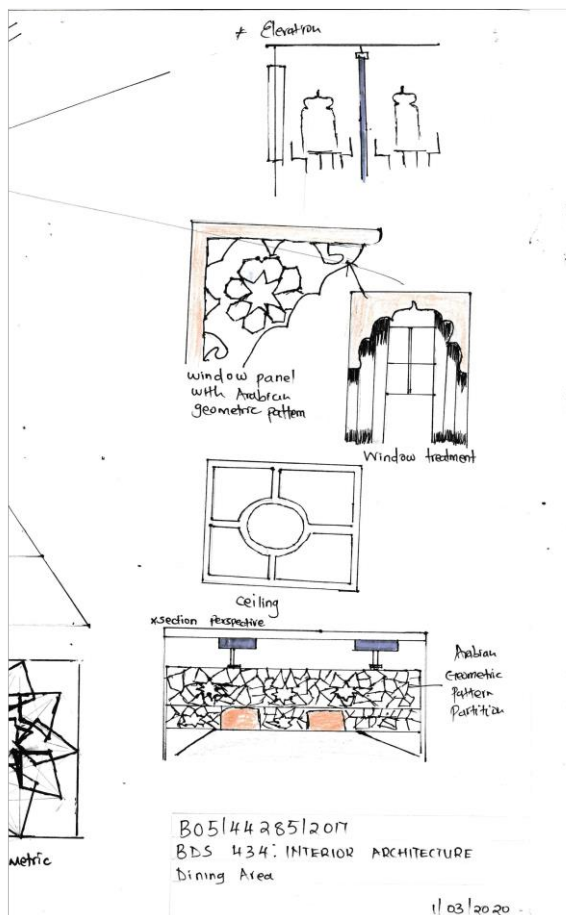 * Elevation
window panel
with Arabian
geometric pattern
Window treatment
Ceiling
*section Perspective
Arabian
Geometric
Pattern
Partition
metric
B05/44285/2017
BDS 434: INTERIOR ARCHITECTURE
Dining Area
1/03/2020